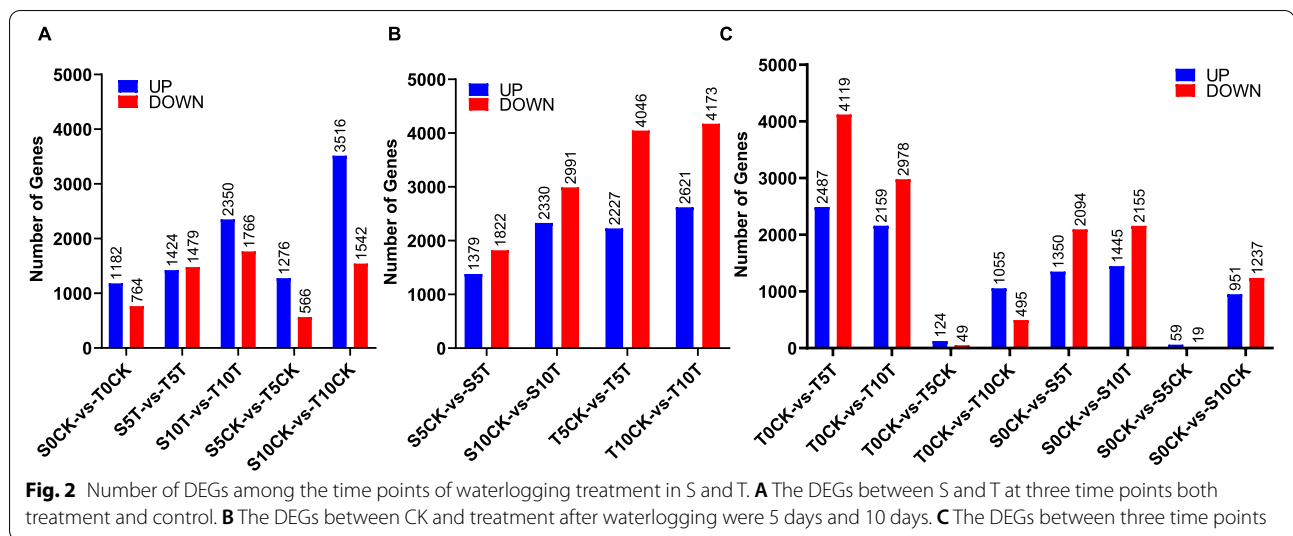 A
B
C
5000
4000
3000
2000
1000
0
Number of Genes
UP
DOWN
1182
764
1424
1479
2350
1766
1276
566
3516
1542
S0CK-vs-T0CK
S5T-vs-T5T
S10T-vs-T10T
S5CK-vs-T5CK
S10CK-vs-T10CK
5000
4000
3000
2000
1000
0
Number of Genes
UP
DOWN
1379
1822
2330
2991
2227
4046
2621
4173
S5CK-vs-S5T
S10CK-vs-S10T
T5CK-vs-T5T
T10CK-vs-T10T
5000
4000
3000
2000
1000
0
Number of Genes
UP
DOWN
2487
4119
2159
2978
124
49
1055
495
1350
2094
1445
2155
59
19
951
1237
T0CK-vs-T5T
T0CK-vs-T10T
T0CK-vs-T5CK
T0CK-vs-T10CK
S0CK-vs-S5T
S0CK-vs-S10T
S0CK-vs-S5CK
S0CK-vs-S10CK
Fig. 2 Number of DEGs among the time points of waterlogging treatment in S and T. A The DEGs between S and T at three time points both
treatment and control. B The DEGs between CK and treatment after waterlogging were 5 days and 10 days. C The DEGs between three time points